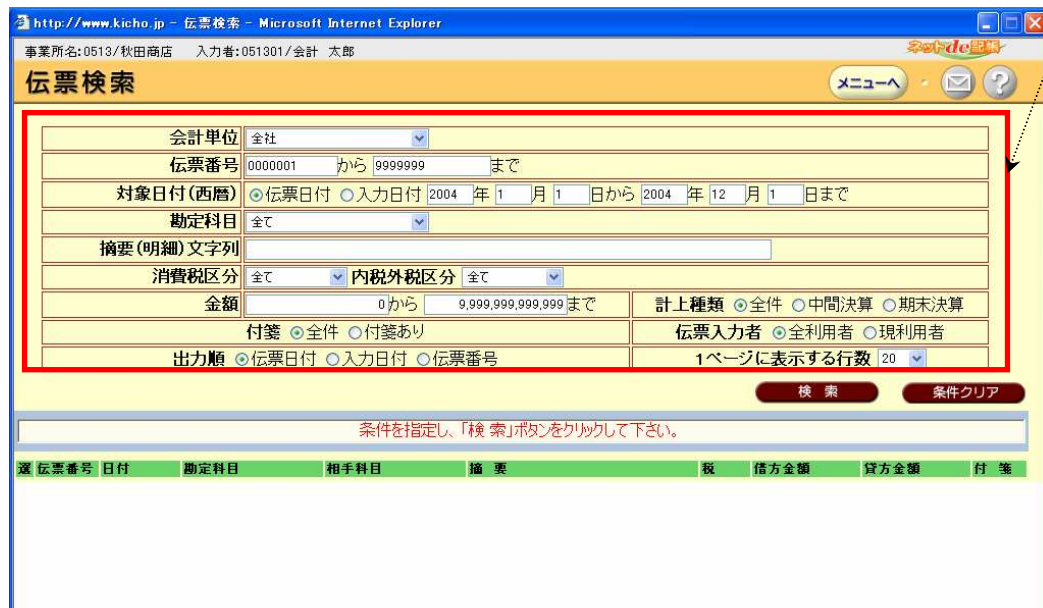 http://www.kicho.jp - 伝票検索 - Microsoft Internet Explorer
事業所名:0513/秋田商店 入力者:051301/会計 太郎 ネットde記帳
伝票検索 メニューへ ?
会計単位 全社
伝票番号 0000001 から 9999999 まで
対象日付(西暦) 伝票日付 入力日付 2004 年 1 月 1 日から 2004 年 12 月 1 日まで
勘定科目 全て
摘要(明細)文字列
消費税区分 全て 内税外税区分 全て
金額 0 から 9,999,999,999,999 まで 計上種類 全件 中間決算 期末決算
付箋 全件 付箋あり 伝票入力者 全利用者 現利用者
出力順 伝票日付 入力日付 伝票番号 1ページに表示する行数 20
検 索 条件クリア
条件を指定し、「検 索」ボタンをクリックして下さい。
選 伝票番号 日付 勘定科目 相手科目 摘 要 税 借方金額 貸方金額 付 箋